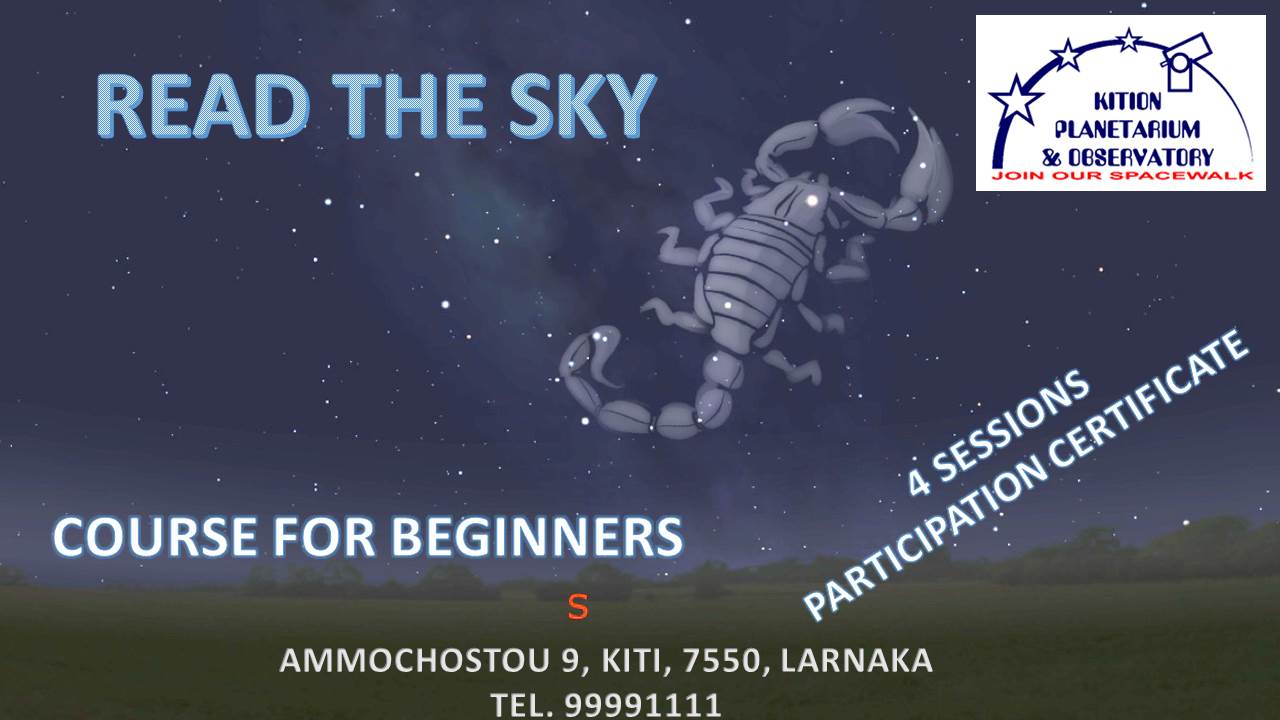 READ THE SKY
KITION
PLANETARIUM
& OBSERVATORY
JOIN OUR SPACEWALK
4 SESSIONS
PARTICIPATION CERTIFICATE
COURSE FOR BEGINNERS
S
AMMOCHOSTOU 9, KITI, 7550, LARNAKA
TEL. 99991111